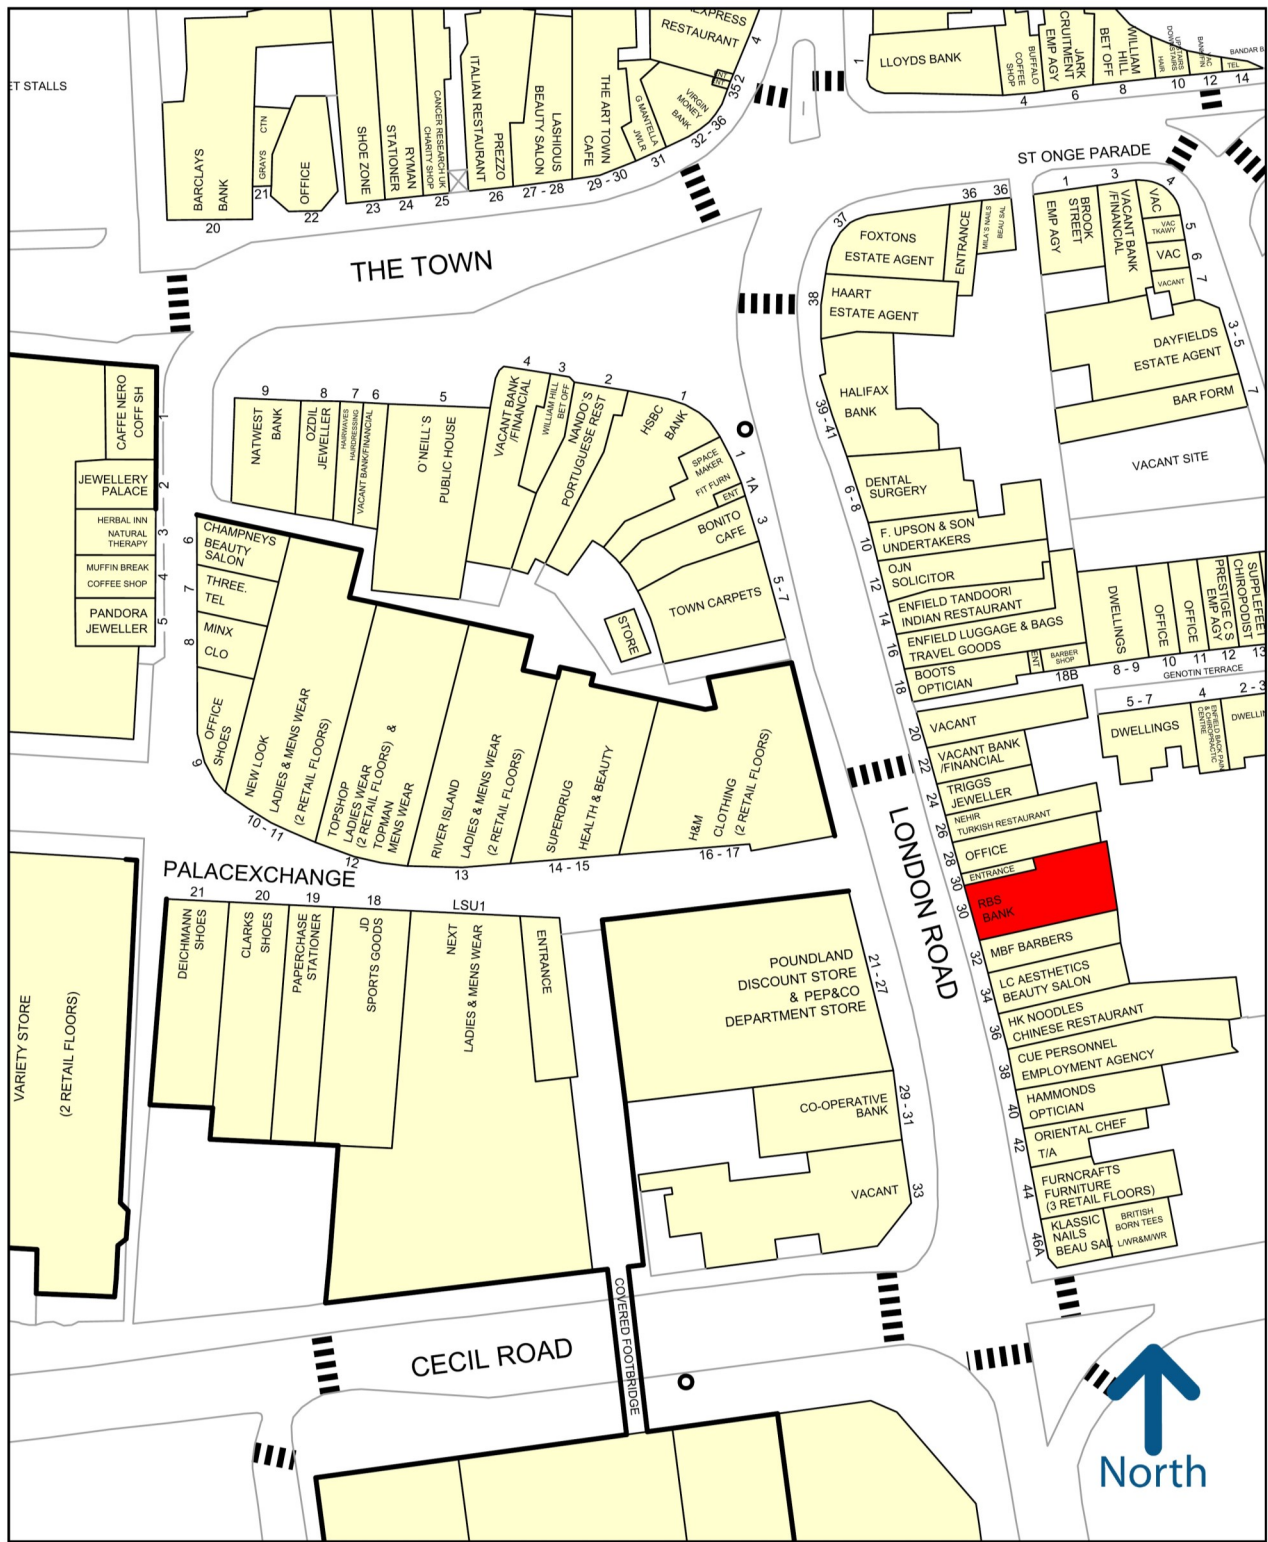 ET STALLS
BARCLAYS
BANK
20
GRAYS CTN
21
OFFICE
22
SHOE ZONE
23
RYMAN
STATIONER
24
CANCER RESEARCH UK
CHARITY SHOP
25
PREZZO
ITALIAN RESTAURANT
26
LASHIOUS
BEAUTY SALON
27 - 28
THE ART TOWN
CAFE
29 - 30
G MANTELLA
JWLR
31
VIRGIN
MONEY
BANK
32 - 36
352
EXPRESS
RESTAURANT
4
1
LLOYDS BANK
BUFFALO
COFFEE
SHOP
4
JARK
CRUITMENT
EMP AGY
6
WILLIAM
HILL
BET OFF
8
UPSTAIRS
DOWNSTAIRS
HAIR
10
VAC
BANK/FIN
12
BANDAR B
TEL
14
ST ONGE PARADE
THE TOWN
37
FOXTONS
ESTATE AGENT
36
ENTRANCE
36
MILA'S NAILS
BEAU SAL
38
HAART
ESTATE AGENT
39 - 41
HALIFAX
BANK
1
BROOK
STREET
EMP AGY
3
VACANT BANK
/FINANCIAL
4
VAC
5
VAC
TKAWY
6
VAC
7
VACANT
3 - 5
DAYFIELDS
ESTATE AGENT
7
BAR FORM
VACANT SITE
CAFFE NERO
COFF SH
1
JEWELLERY
PALACE
2
HERBAL INN
NATURAL
THERAPY
3
MUFFIN BREAK
COFFEE SHOP
4
PANDORA
JEWELLER
5
9
NATWEST
BANK
8
OZDIL
JEWELLER
7
HAIRWAVES
HAIRDRESSING
6
VACANT BANK/FINANCIAL
5
O'NEILL'S
PUBLIC HOUSE
4
VACANT BANK
/FINANCIAL
3
WILLIAM HILL
BET OFF
2
NANDO'S
PORTUGUESE REST
1
HSBC
BANK
1
SPACE
MAKER
FIT FURN
1A
ENT
3
BONITO
CAFE
5 - 7
TOWN CARPETS
STORE
6 - 8
DENTAL
SURGERY
10
F. UPSON & SON
UNDERTAKERS
12
OJN
SOLICITOR
14
ENFIELD TANDOORI
INDIAN RESTAURANT
16
ENFIELD LUGGAGE & BAGS
TRAVEL GOODS
18
BOOTS
OPTICIAN
ENT
BARBER
SHOP
18B
DWELLINGS
8 - 9
OFFICE
10
OFFICE
11
PRESTIGE C S
EMP AGY
12
SUPPLEFEET
CHIROPODIST
13
GENOTIN TERRACE
5 - 7
DWELLINGS
4
ENFIELD BACK PAIN
& CHIROPRACTIC
CENTRE
2 - 3
DWELLIN
6
CHAMPNEYS
BEAUTY
SALON
7
THREE.
TEL
8
MINX
CLO
9
OFFICE
SHOES
NEW LOOK
LADIES & MENS WEAR
(2 RETAIL FLOORS)
10 - 11
TOPSHOP
LADIES WEAR
(2 RETAIL FLOORS) &
TOPMAN
MENS WEAR
12
RIVER ISLAND
LADIES & MENS WEAR
(2 RETAIL FLOORS)
13
SUPERDRUG
HEALTH & BEAUTY
14 - 15
H&M
CLOTHING
(2 RETAIL FLOORS)
16 - 17
PALACEXCHANGE
LONDON ROAD
20
VACANT
22
VACANT BANK
/FINANCIAL
24
TRIGGS
JEWELLER
26
NEHIR
TURKISH RESTAURANT
28
OFFICE
30
ENTRANCE
30
RBS
BANK
32
MBF BARBERS
34
LC AESTHETICS
BEAUTY SALON
36
HK NOODLES
CHINESE RESTAURANT
38
CUE PERSONNEL
EMPLOYMENT AGENCY
40
HAMMONDS
OPTICIAN
42
ORIENTAL CHEF
T/A
44
FURNCRAFTS
FURNITURE
(3 RETAIL FLOORS)
46A
KLASSIC
NAILS
BEAU SAL
BRITISH
BORN TEES
L/WR&M/WR
VARIETY STORE
(2 RETAIL FLOORS)
21
DEICHMANN
SHOES
20
CLARKS
SHOES
19
PAPERCHASE
STATIONER
18
JD
SPORTS GOODS
LSU1
NEXT
LADIES & MENS WEAR
ENTRANCE
POUNDLAND
DISCOUNT STORE
& PEP&CO
DEPARTMENT STORE
21 - 27
CO-OPERATIVE
BANK
29 - 31
VACANT
33
COVERED FOOTBRIDGE
CECIL ROAD
North